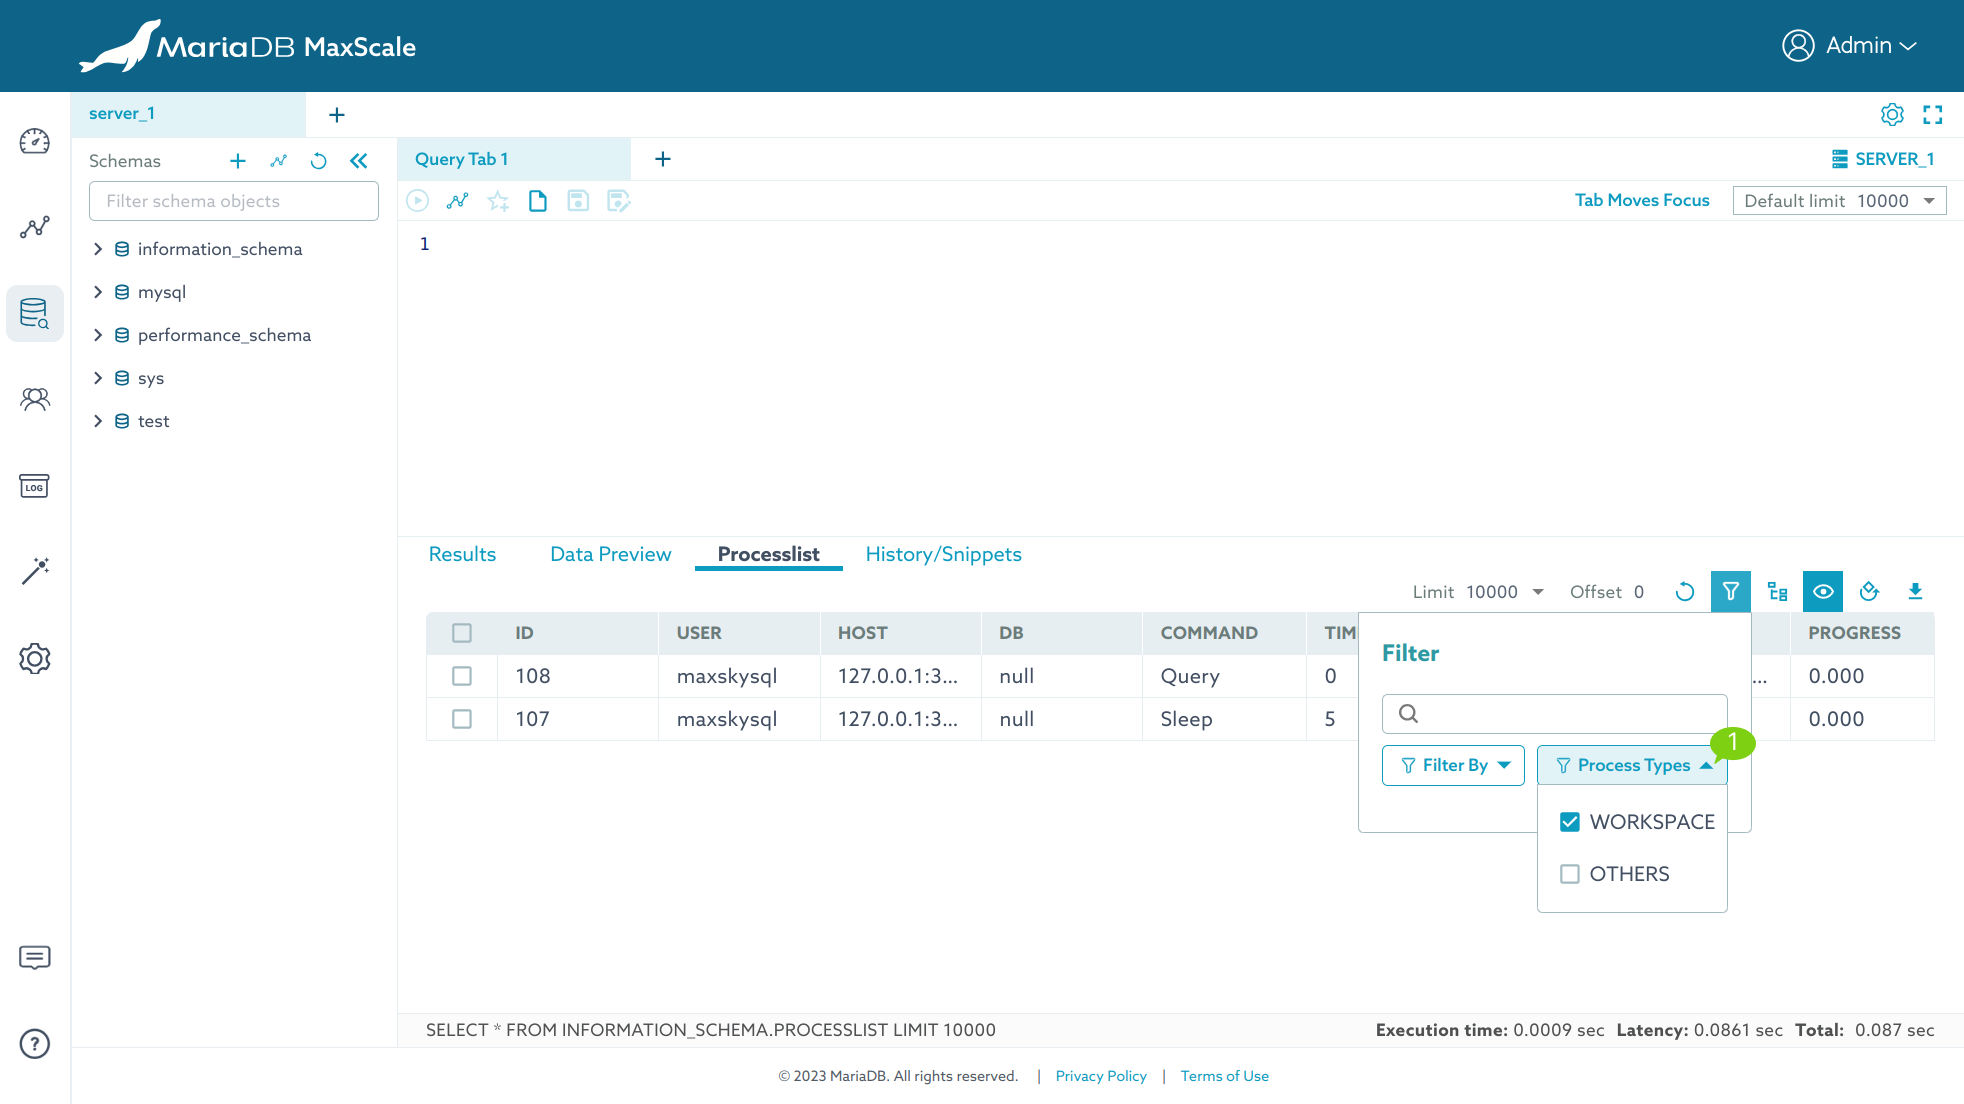 MariaDB MaxScale
Admin
server_1
Schemas
Query Tab 1
SERVER_1
Filter schema objects
Tab Moves Focus
Default limit 10000
1
information_schema
mysql
performance_schema
sys
test
LOG
Results
Data Preview
Processlist
History/Snippets
Limit 10000
Offset 0
ID USER HOST DB COMMAND TIM PROGRESS
108 maxskysql 127.0.0.1:3... null Query 0 ... 0.000
107 maxskysql 127.0.0.1:3... null Sleep 5 0.000
Filter
1
Filter By
Process Types
WORKSPACE
OTHERS
SELECT * FROM INFORMATION_SCHEMA.PROCESSLIST LIMIT 10000
Execution time: 0.0009 sec Latency: 0.0861 sec Total: 0.087 sec
?
© 2023 MariaDB. All rights reserved. | Privacy Policy | Terms of Use